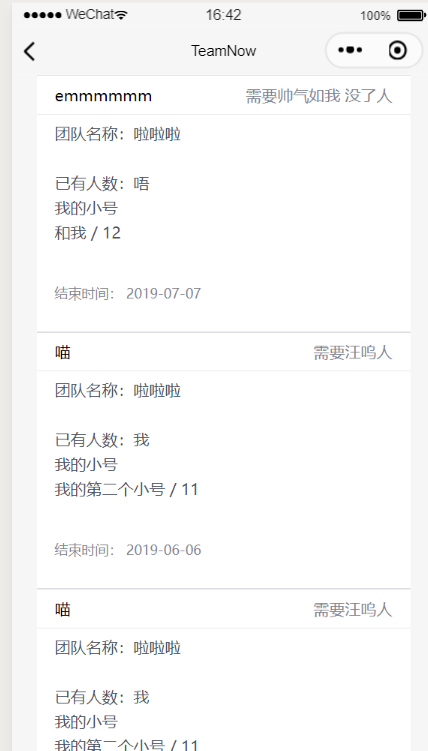 WeChat 16:42 100%
TeamNow
emmmmmm 需要帅气如我 没了人
团队名称：啦啦啦
已有人数：唔
我的小号
和我 / 12
结束时间： 2019-07-07
喵 需要汪呜人
团队名称：啦啦啦
已有人数：我
我的小号
我的第二个小号 / 11
结束时间： 2019-06-06
喵 需要汪呜人
团队名称：啦啦啦
已有人数：我
我的小号
我的第二个小号 / 11